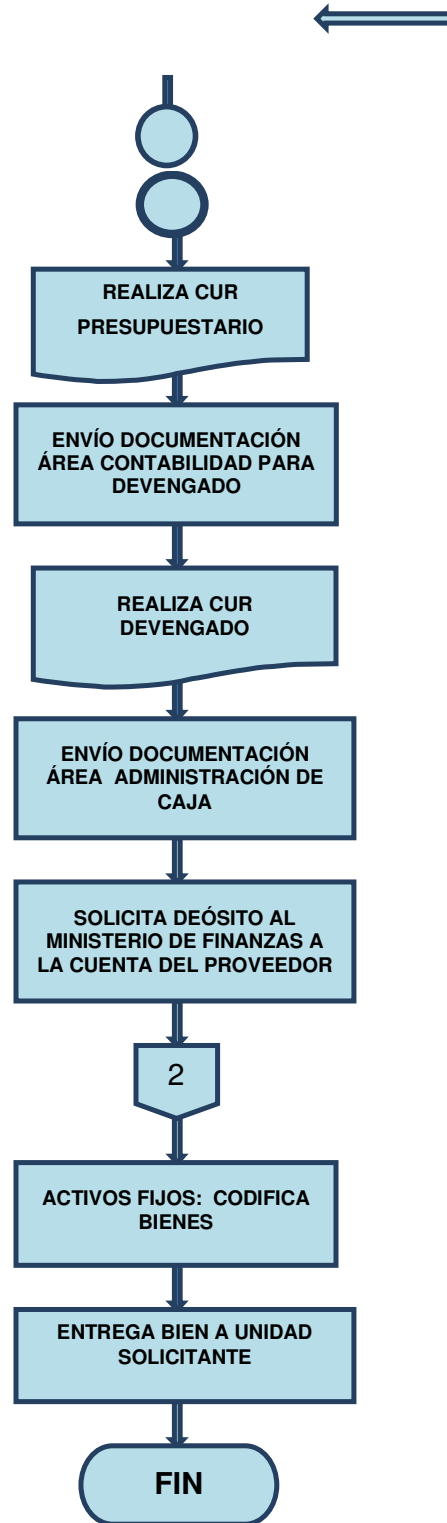 REALIZA CUR
PRESUPUESTARIO
ENVÍO DOCUMENTACIÓN
ÁREA CONTABILIDAD PARA
DEVENGADO
REALIZA CUR
DEVENGADO
ENVÍO DOCUMENTACIÓN
ÁREA ADMINISTRACIÓN DE
CAJA
SOLICITA DEÓSITO AL
MINISTERIO DE FINANZAS A
LA CUENTA DEL PROVEEDOR
2
ACTIVOS FIJOS: CODIFICA
BIENES
ENTREGA BIEN A UNIDAD
SOLICITANTE
FIN